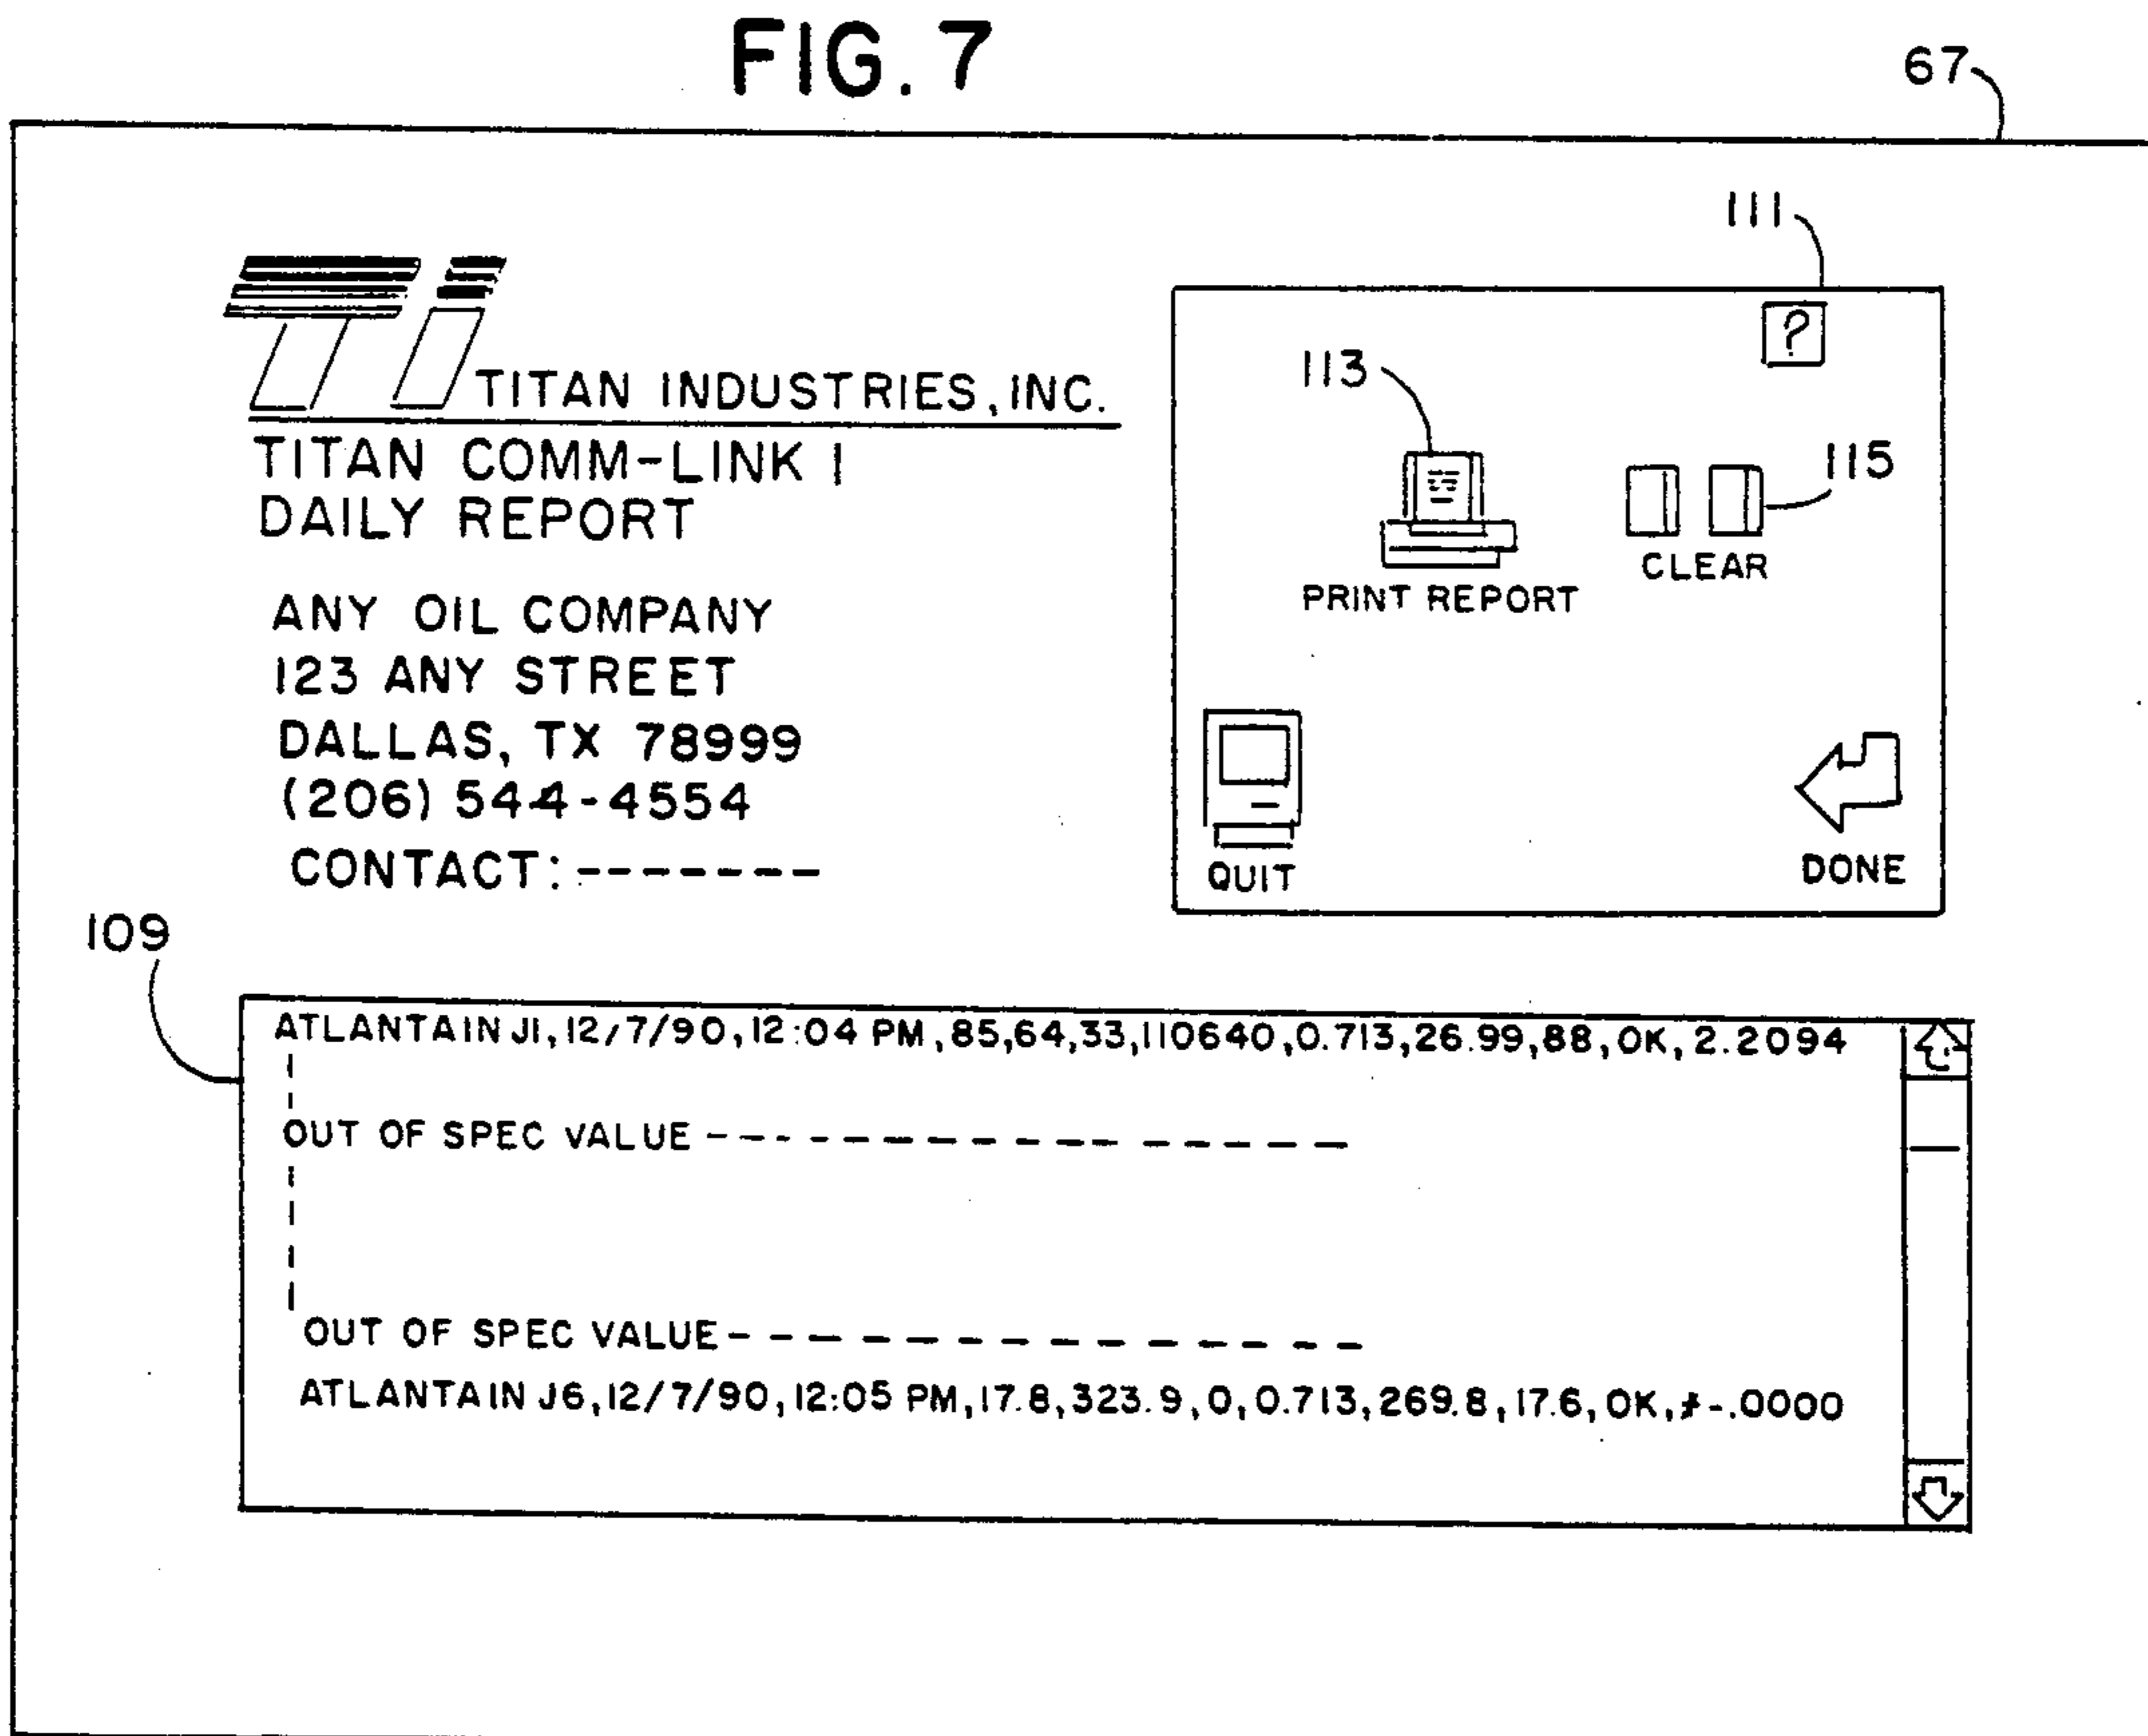 FIG. 7
67
111
Ti TITAN INDUSTRIES, INC.
TITAN COMM-LINK 1
DAILY REPORT
ANY OIL COMPANY
123 ANY STREET
DALLAS, TX 78999
(206) 544-4554
CONTACT: -------
?
113
115
CLEAR
PRINT REPORT
QUIT
DONE
109
ATLANTAIN J1, 12/7/90, 12:04 PM, 85, 64, 33, 110640, 0.713, 26.99, 88, OK, 2.2094
OUT OF SPEC VALUE - - - - - - - - - - - - - - -
OUT OF SPEC VALUE - - - - - - - - - - - - - - -
ATLANTAIN J6, 12/7/90, 12:05 PM, 17.8, 323.9, 0, 0.713, 269.8, 17.6, OK, ≠-.0000